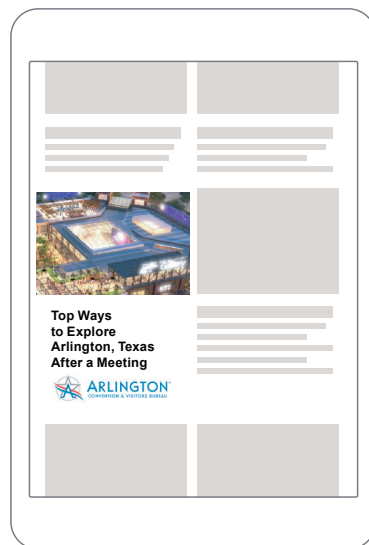 Top Ways
to Explore
Arlington, Texas
After a Meeting
ARLINGTON
CONVENTION & VISITORS BUREAU